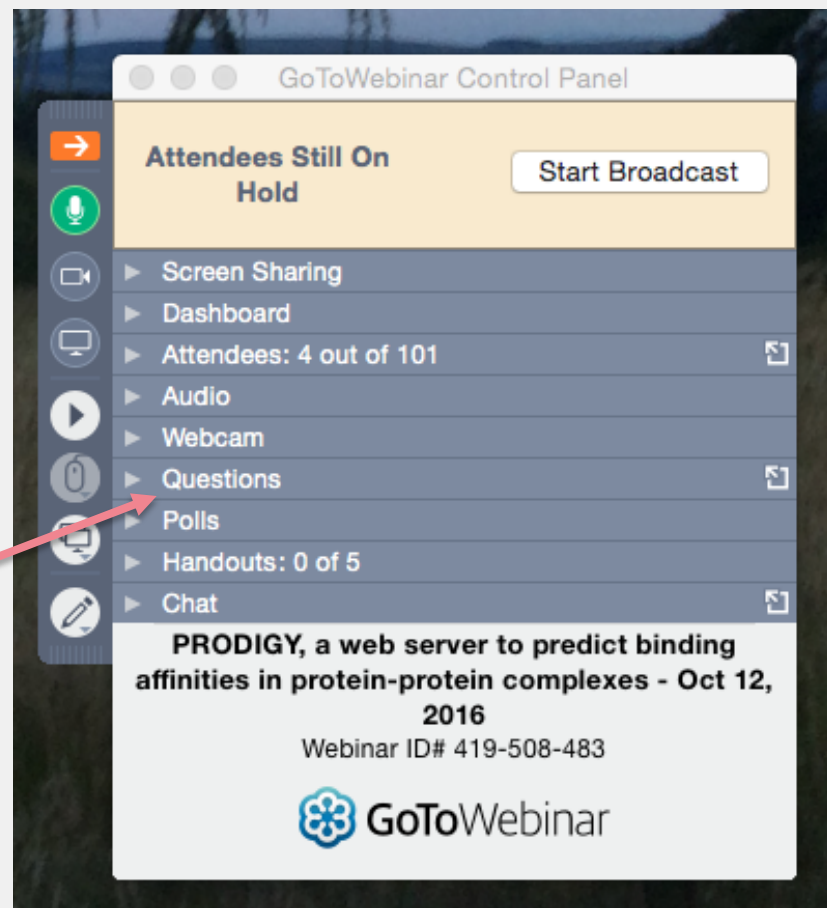 GoToWebinar Control Panel
Attendees Still On
Hold
Start Broadcast
Screen Sharing
Dashboard
Attendees: 4 out of 101
Audio
Webcam
Questions
Polls
Handouts: 0 of 5
Chat
PRODIGY, a web server to predict binding
affinities in protein-protein complexes - Oct 12,
2016
Webinar ID# 419-508-483
GoToWebinar